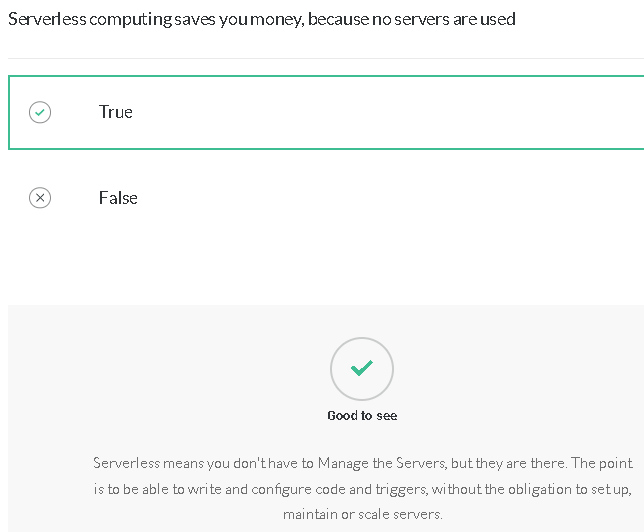 Serverless computing saves you money, because no servers are used
True
False
Good to see
Serverless means you don't have to Manage the Servers, but they are there. The point
is to be able to write and configure code and triggers, without the obligation to set up,
maintain or scale servers.